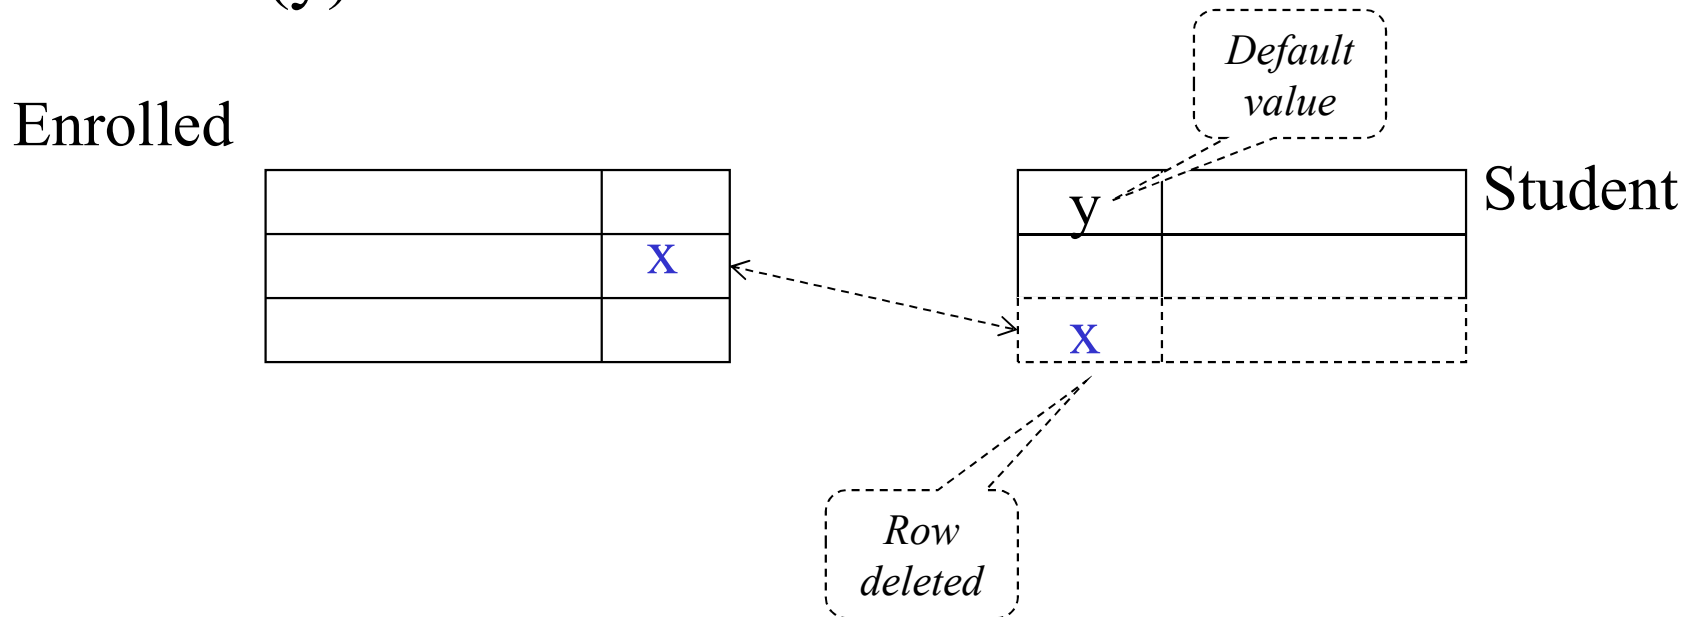 (y)
Default
value
Enrolled
Student
y
x
x
Row
deleted